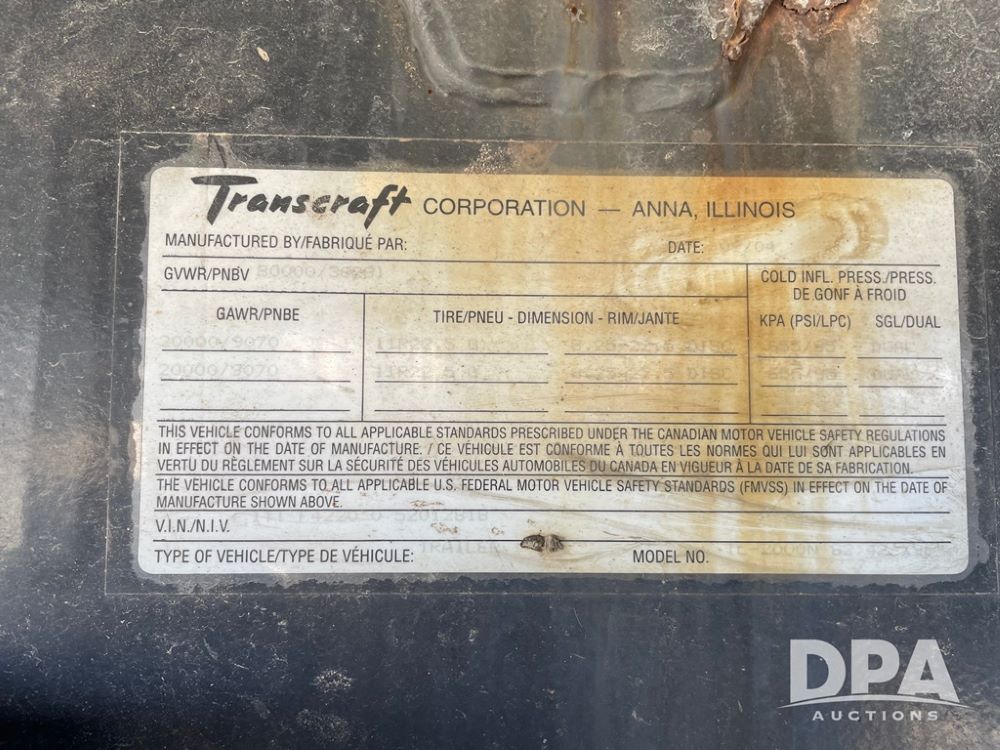 Transcraft CORPORATION — ANNA, ILLINOIS
MANUFACTURED BY/FABRIQUÉ PAR: DATE:
GVWR/PNBV
COLD INFL. PRESS./PRESS.
DE GONF À FROID
GAWR/PNBE TIRE/PNEU - DIMENSION - RIM/JANTE KPA (PSI/LPC) SGL/DUAL
20000/9070
20000/9070
THIS VEHICLE CONFORMS TO ALL APPLICABLE STANDARDS PRESCRIBED UNDER THE CANADIAN MOTOR VEHICLE SAFETY REGULATIONS
IN EFFECT ON THE DATE OF MANUFACTURE. / CE VÉHICULE EST CONFORME À TOUTES LES NORMES QUI LUI SONT APPLICABLES EN
VERTU DU RÈGLEMENT SUR LA SÉCURITÉ DES VÉHICULES AUTOMOBILES DU CANADA EN VIGUEUR À LA DATE DE SA FABRICATION.
THE VEHICLE CONFORMS TO ALL APPLICABLE U.S. FEDERAL MOTOR VEHICLE SAFETY STANDARDS (FMVSS) IN EFFECT ON THE DATE OF
MANUFACTURE SHOWN ABOVE.
V.I.N./N.I.V.
TYPE OF VEHICLE/TYPE DE VÉHICULE: TRAILER MODEL NO.
DPA
AUCTIONS